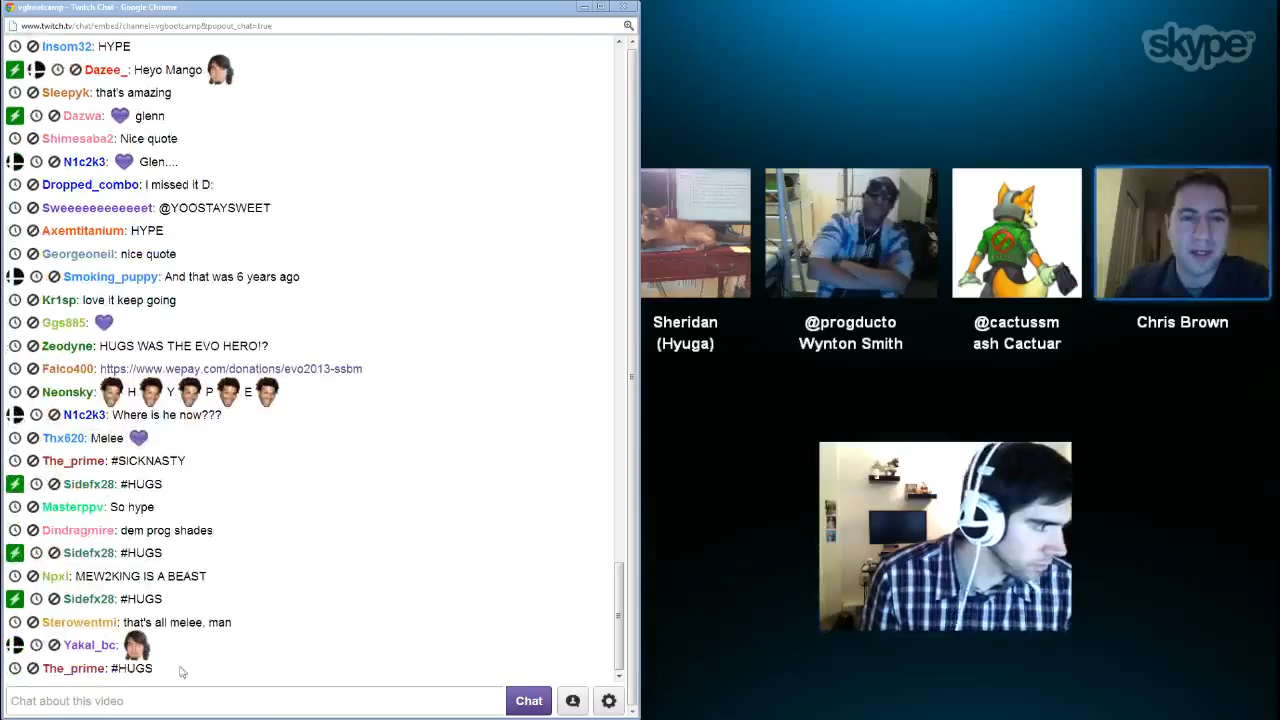 vgbootcamp - Twitch Chat - Google Chrome
www.twitch.tv/chat/embed?channel=vgbootcamp&popout_chat=true
Insom32: HYPE
Dazee_: Heyo Mango
Sleepyk: that's amazing
Dazwa: glenn
Shimesaba2: Nice quote
N1c2k3: Glen....
Dropped_combo: I missed it D:
Sweeeeeeeeeeeet: @YOOSTAYSWEET
Axemtitanium: HYPE
Georgeoneil: nice quote
Smoking_puppy: And that was 6 years ago
Kr1sp: love it keep going
Ggs885:
Zeodyne: HUGS WAS THE EVO HERO!?
Falco400: https://www.wepay.com/donations/evo2013-ssbm
Neonsky: H Y P E
N1c2k3: Where is he now???
Thx620: Melee
The_prime: #SICKNASTY
Sidefx28: #HUGS
Masterppv: So hype
Dindragmire: dem prog shades
Sidefx28: #HUGS
Npxi: MEW2KING IS A BEAST
Sidefx28: #HUGS
Sterowentmi: that's all melee, man
Yakal_bc:
The_prime: #HUGS
Chat about this video
Chat
skype
Sheridan
(Hyuga)
@progducto
Wynton Smith
@cactussm
ash Cactuar
Chris Brown